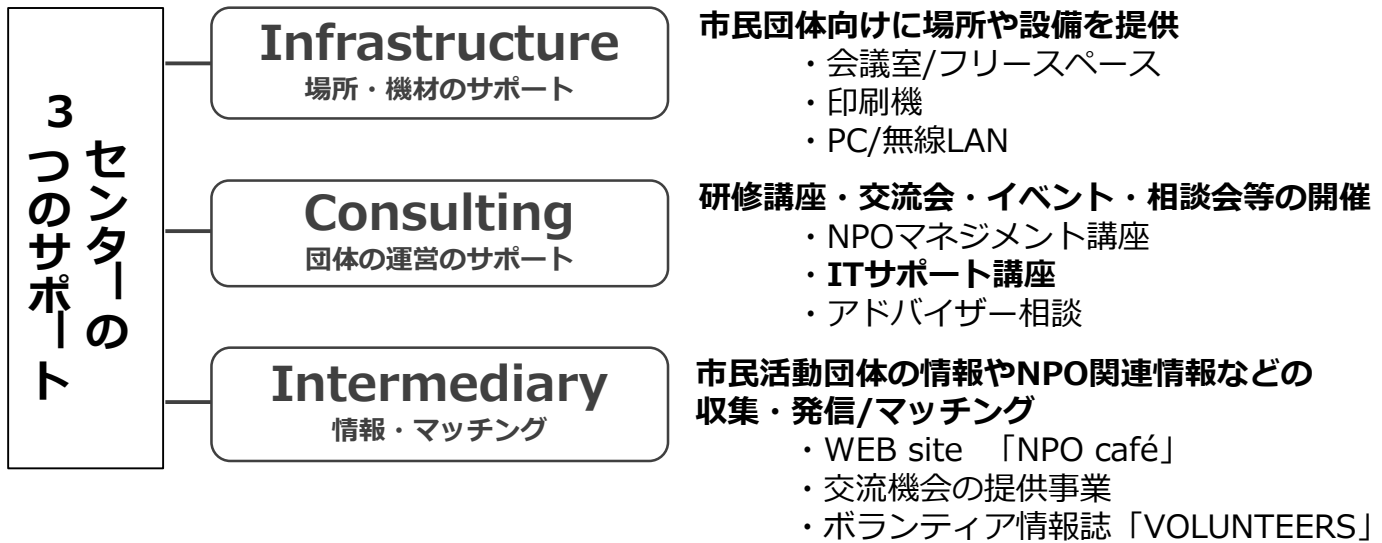 センターの
３つのサポート
Infrastructure
場所・機材のサポート
市民団体向けに場所や設備を提供
・会議室/フリースペース
・印刷機
・PC/無線LAN
Consulting
団体の運営のサポート
研修講座・交流会・イベント・相談会等の開催
・NPOマネジメント講座
・ITサポート講座
・アドバイザー相談
Intermediary
情報・マッチング
市民活動団体の情報やNPO関連情報などの
収集・発信/マッチング
・WEB site 「NPO café」
・交流機会の提供事業
・ボランティア情報誌「VOLUNTEERS」